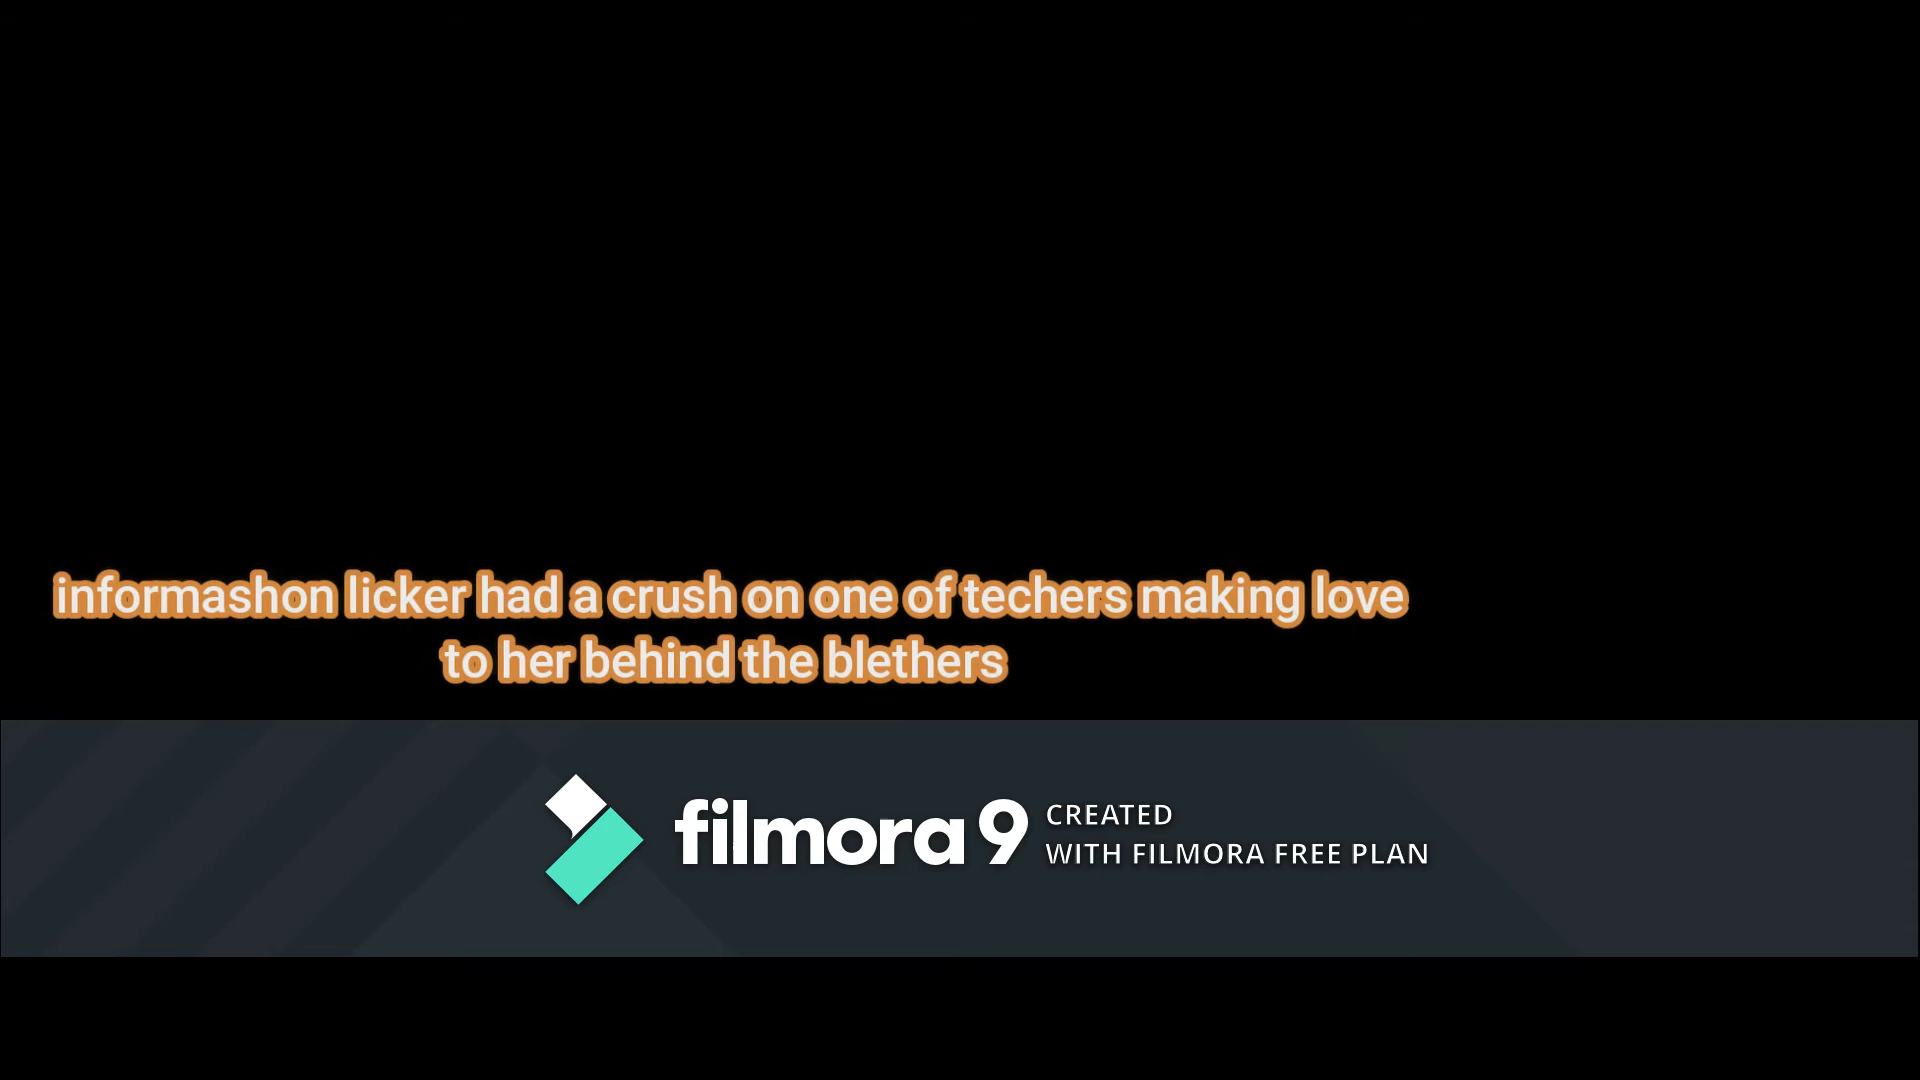 informashon licker had a crush on one of techers making love
to her behind the blethers
filmora 9
CREATED
WITH FILMORA FREE PLAN